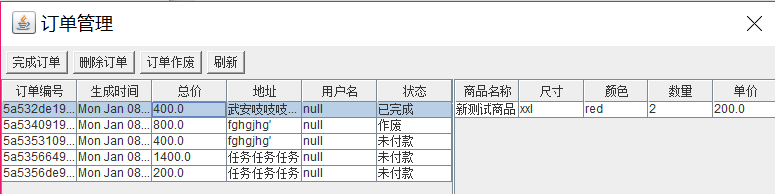 订单管理
完成订单 删除订单 订单作废 刷新
订单编号 生成时间 总价 地址 用户名 状态 商品名称 尺寸 颜色 数量 单价
5a532de19... Mon Jan 08... 400.0 武安吱吱吱... null 已完成 新测试商品 xxl red 2 200.0
5a5340919... Mon Jan 08... 800.0 fghgjhg' null 作废
5a5353109... Mon Jan 08... 400.0 fghgjhg' null 未付款
5a5356649... Mon Jan 08... 1400.0 任务任务任务 null 未付款
5a5356de9... Mon Jan 08... 200.0 任务任务任务 null 未付款